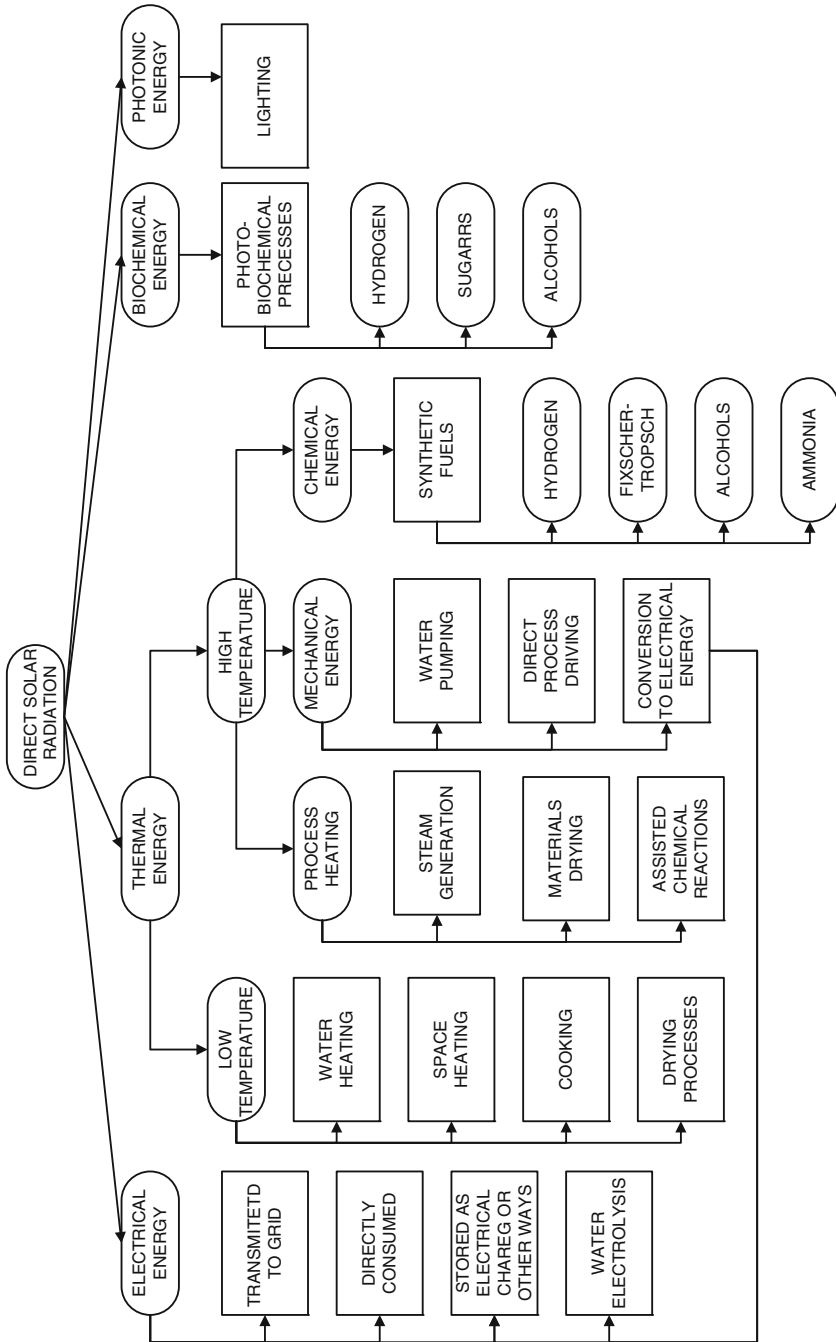 DIRECT SOLAR
RADIATION
ELECTRICAL
ENERGY
TRANSMITETD
TO GRID
DIRECTLY
CONSUMED
STORED AS
ELECTRICAL
CHAREG OR
OTHER WAYS
WATER
ELECTROLYSIS
THERMAL
ENERGY
LOW
TEMPERATURE
WATER
HEATING
SPACE
HEATING
COOKING
DRYING
PROCESSES
HIGH
TEMPERATURE
PROCESS
HEATING
STEAM
GENERATION
MATERIALS
DRYING
ASSISTED
CHEMICAL
REACTIONS
MECHANICAL
ENERGY
WATER
PUMPING
DIRECT
PROCESS
DRIVING
CONVERSION
TO ELECTRICAL
ENERGY
CHEMICAL
ENERGY
SYNTHETIC
FUELS
HYDROGEN
FIXSCHER-
TROPSCH
ALCOHOLS
AMMONIA
BIOCHEMICAL
ENERGY
PHOTO-
BIOCHEMICAL
PRECESSES
HYDROGEN
SUGARRS
ALCOHOLS
PHOTONIC
ENERGY
LIGHTING